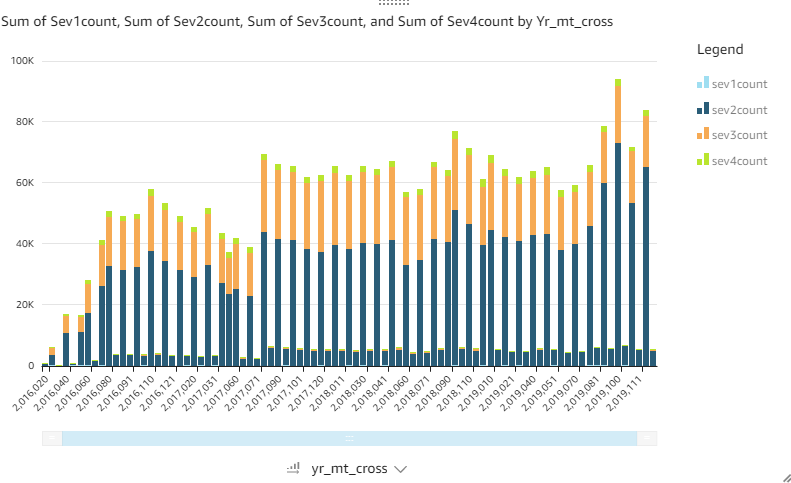 Sum of Sev1count, Sum of Sev2count, Sum of Sev3count, and Sum of Sev4count by Yr_mt_cross
Legend
sev1count
sev2count
sev3count
sev4count
100K
80K
60K
40K
20K
0
2,016,020
2,016,040
2,016,060
2,016,080
2,016,091
2,016,110
2,016,121
2,017,020
2,017,031
2,017,060
2,017,071
2,017,090
2,017,101
2,017,120
2,018,011
2,018,030
2,018,041
2,018,060
2,018,071
2,018,090
2,018,110
2,019,010
2,019,021
2,019,040
2,019,051
2,019,070
2,019,081
2,019,100
2,019,111
yr_mt_cross